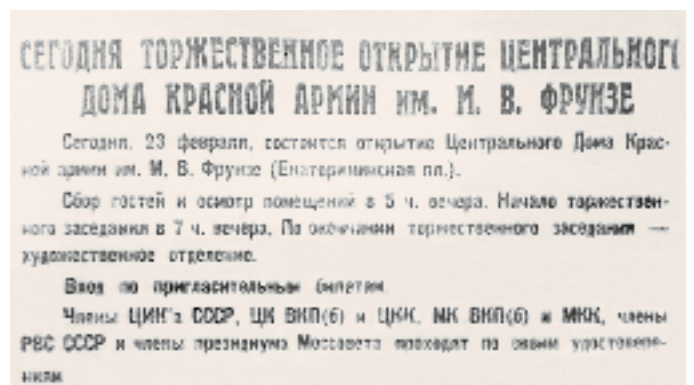 СЕГОДНЯ ТОРЖЕСТВЕННОЕ ОТКРЫТИЕ ЦЕНТРАЛЬНОГО
ДОМА КРАСНОЙ АРМИИ им. М. В. ФРУНЗЕ
Сегодня, 23 февраля, состоится открытие Центрального Дома Крас-
ной армии им. М. В. Фрунзе (Екатерининская пл.).
Сбор гостей и осмотр помещений в 5 ч. вечера. Начало торжествен-
ного заседания в 7 ч. вечера. По окончании торжественного заседания —
художественное отделение.
Вход по пригласительным билетам.
Члены ЦИК'а СССР, ЦК ВКП(б) и ЦКК, МК ВКП(б) и МКК, члены
РВС СССР и члены президиума Моссовета проходят по своим удостовере-
ниям